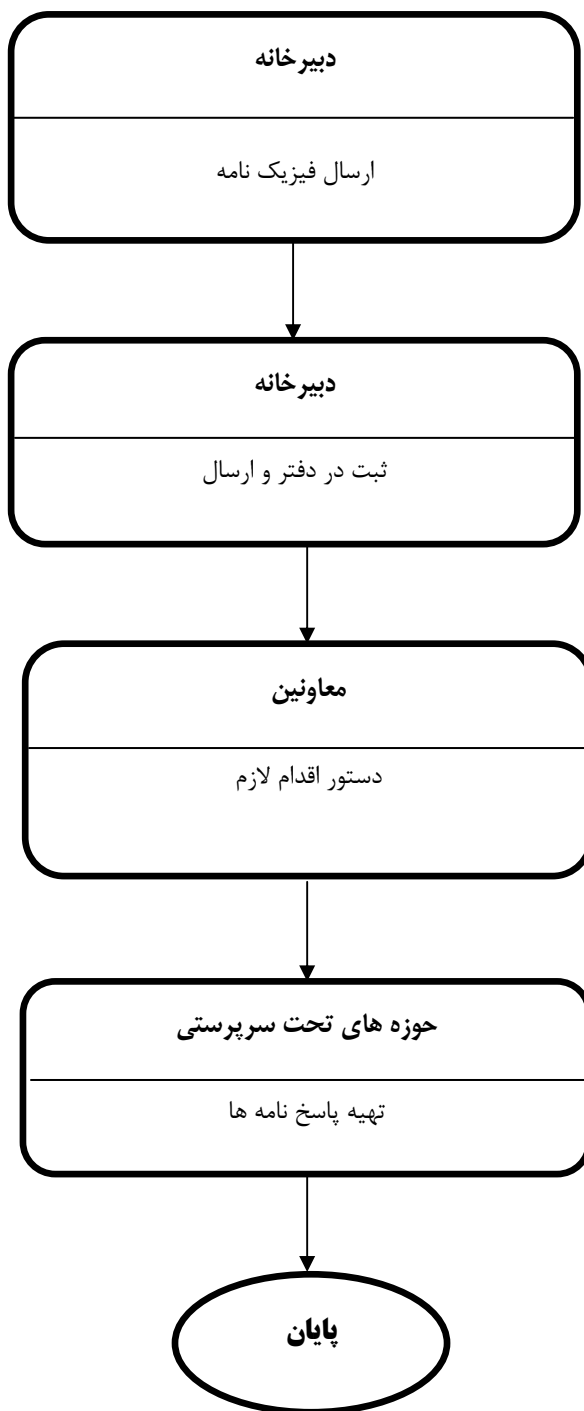 دبیرخانه
ارسال فیزیک نامه
دبیرخانه
ثبت در دفتر و ارسال
معاونین
دستور اقدام لازم
حوزه های تحت سرپرستی
تهیه پاسخ نامه ها
پایان